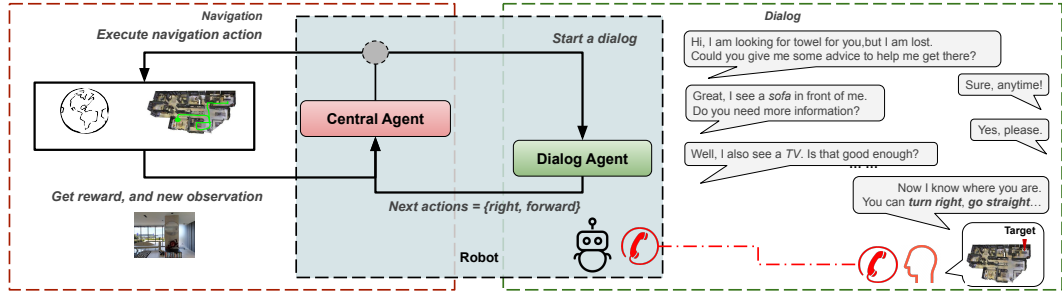 Navigation
Execute navigation action
Get reward, and new observation
Central Agent
Start a dialog
Dialog Agent
Next actions = {right, forward}
Robot
Dialog
Hi, I am looking for towel for you,but I am lost.
Could you give me some advice to help me get there?
Sure, anytime!
Great, I see a sofa in front of me.
Do you need more information?
Yes, please.
Well, I also see a TV. Is that good enough?
... ...
Now I know where you are.
You can turn right, go straight...
Target